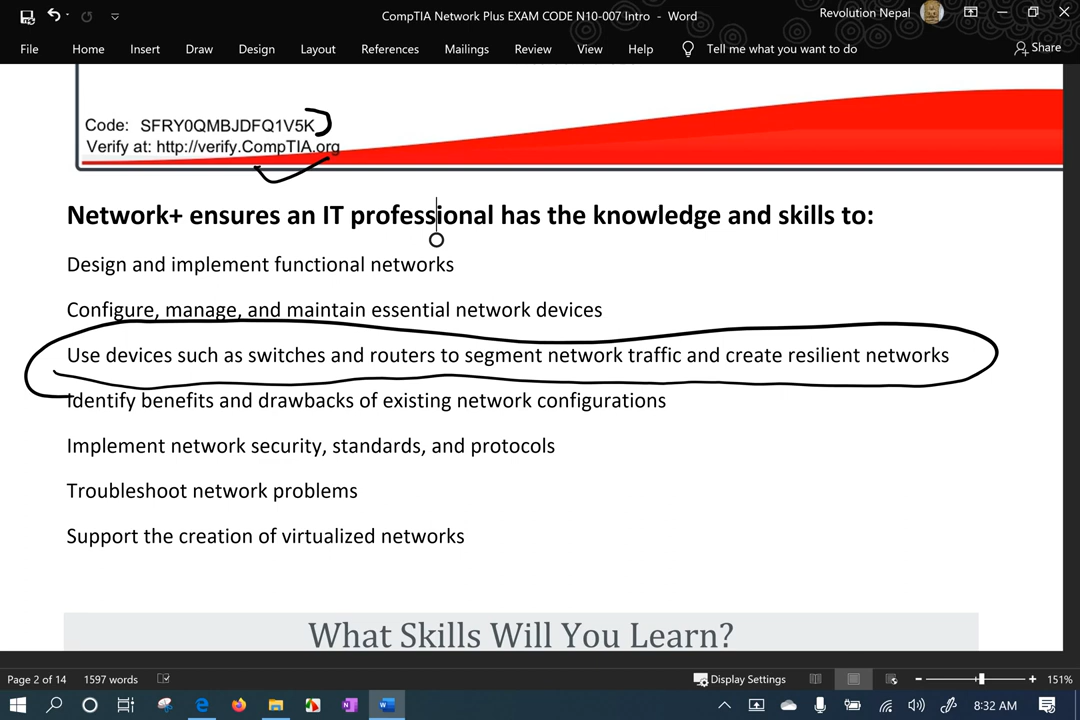 CompTIA Network Plus EXAM CODE N10-007 Intro - Word
Revolution Nepal
File Home Insert Draw Design Layout References Mailings Review View Help Tell me what you want to do Share
Code: SFRY0QMBJDFQ1V5K
Verify at: http://verify.CompTIA.org
Network+ ensures an IT professional has the knowledge and skills to:
Design and implement functional networks
Configure, manage, and maintain essential network devices
Use devices such as switches and routers to segment network traffic and create resilient networks
Identify benefits and drawbacks of existing network configurations
Implement network security, standards, and protocols
Troubleshoot network problems
Support the creation of virtualized networks
What Skills Will You Learn?
Page 2 of 14 1597 words Display Settings 151%
8:32 AM